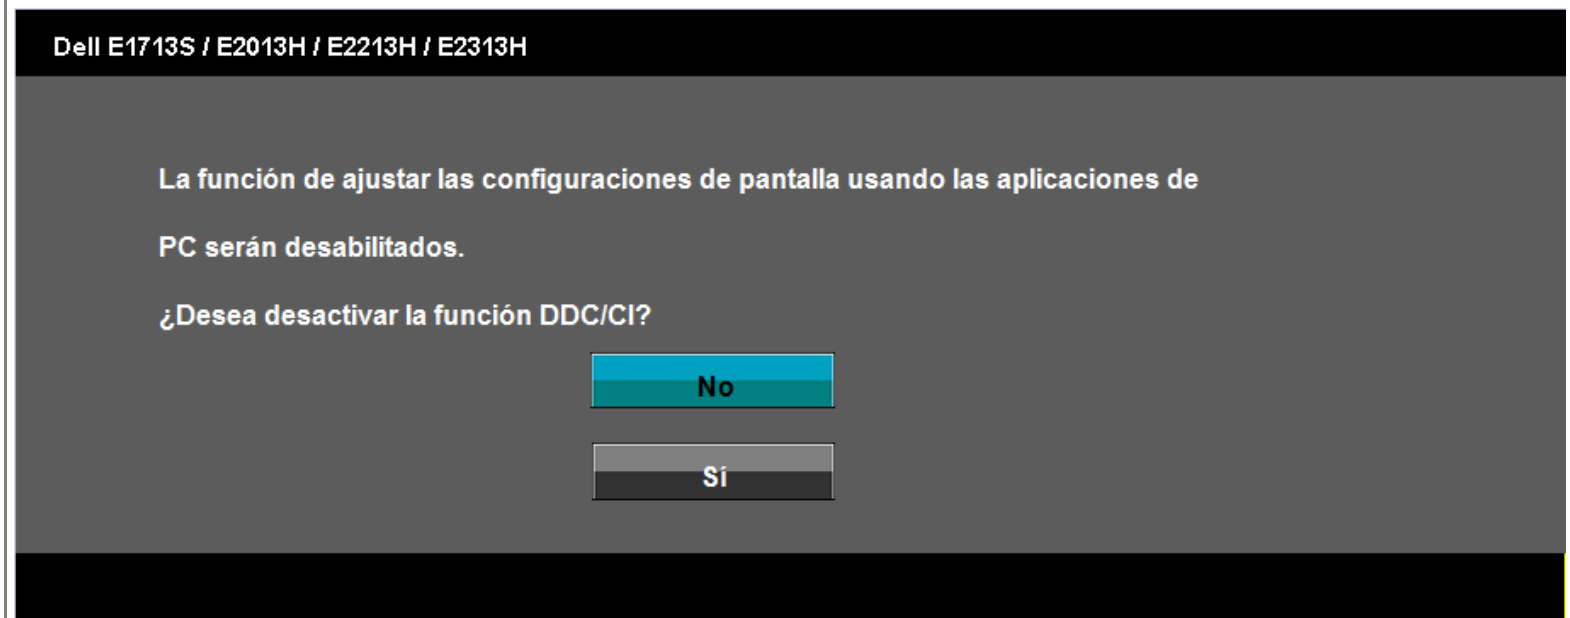 Dell E1713S / E2013H / E2213H / E2313H
La función de ajustar las configuraciones de pantalla usando las aplicaciones de
PC serán desabilitados.
¿Desea desactivar la función DDC/CI?
No
Sí